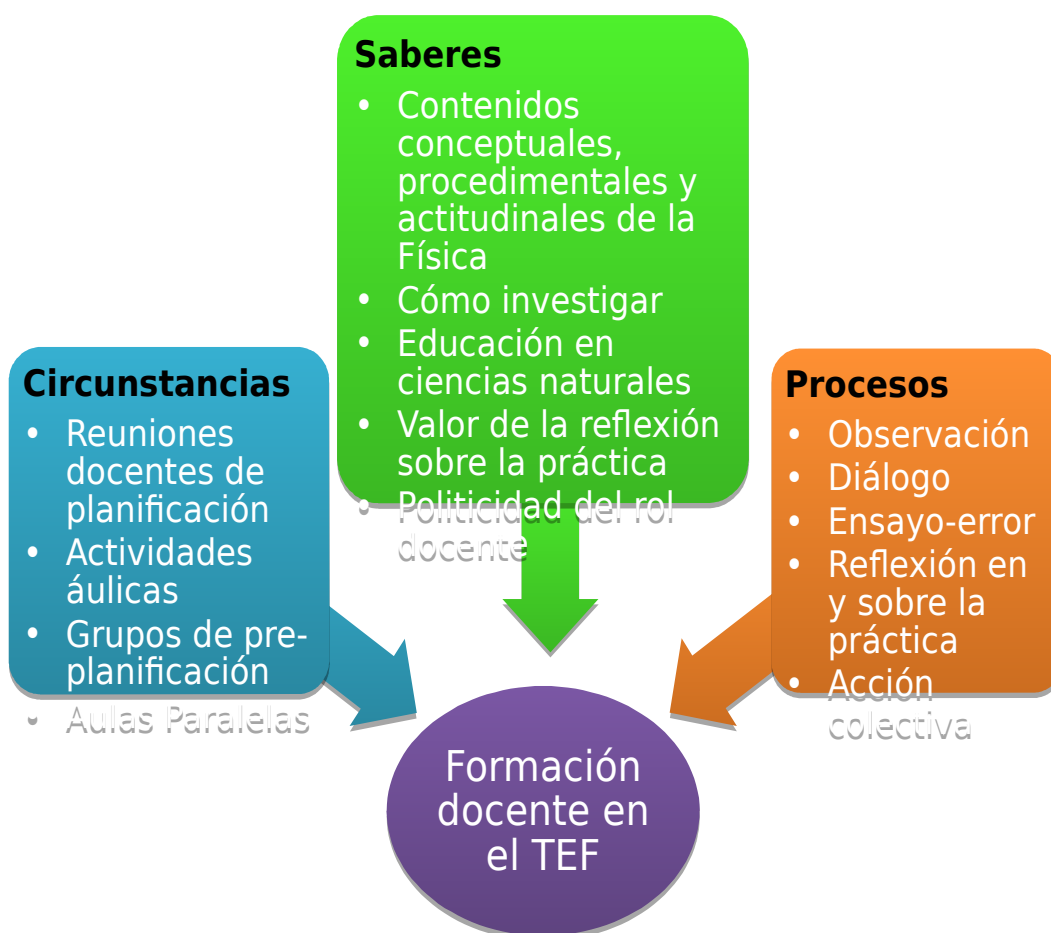 Saberes
• Contenidos
conceptuales,
procedimentales y
actitudinales de la
Física
• Cómo investigar
• Educación en
ciencias naturales
• Valor de la reflexión
sobre la práctica
• Politicidad del rol
docente
Circunstancias
• Reuniones
docentes de
planificación
• Actividades
áulicas
• Grupos de pre-
planificación
• Aulas Paralelas
Procesos
• Observación
• Diálogo
• Ensayo-error
• Reflexión en
y sobre la
práctica
• Acción
colectiva
Formación
docente en
el TEF